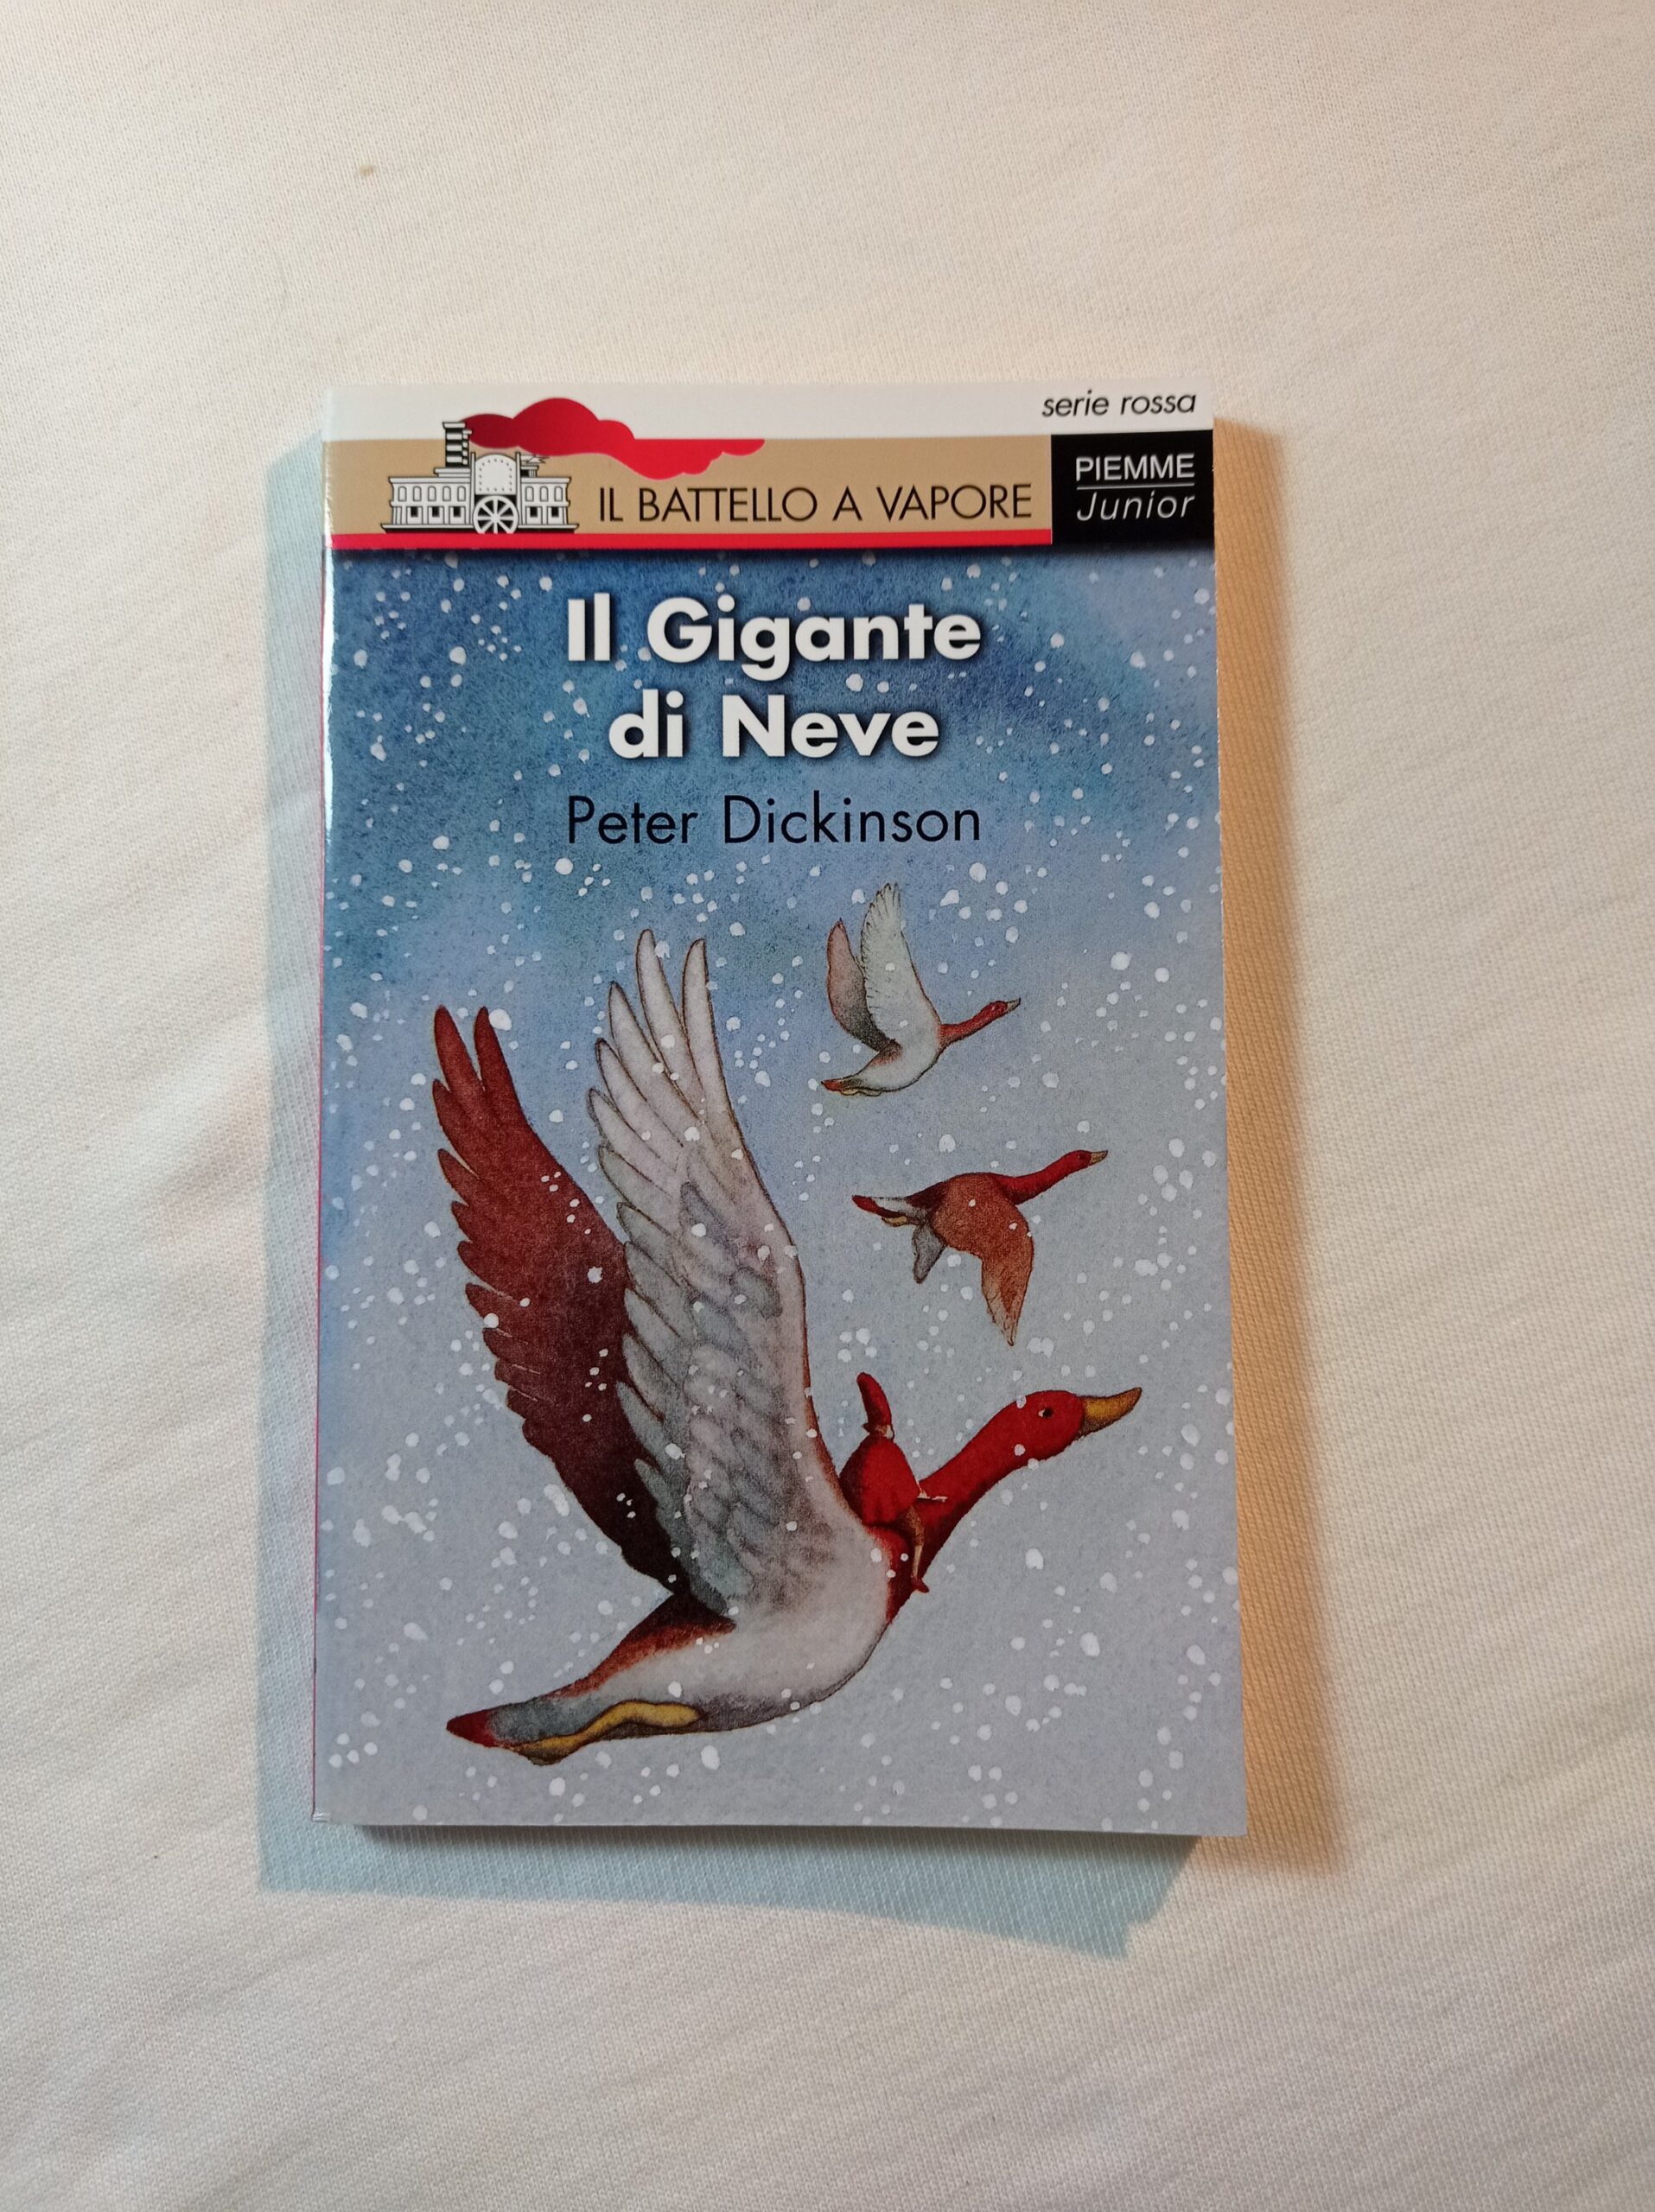 serie rossa
IL BATTELLO A VAPORE
PIEMME
Junior
Il Gigante
di Neve
Peter Dickinson